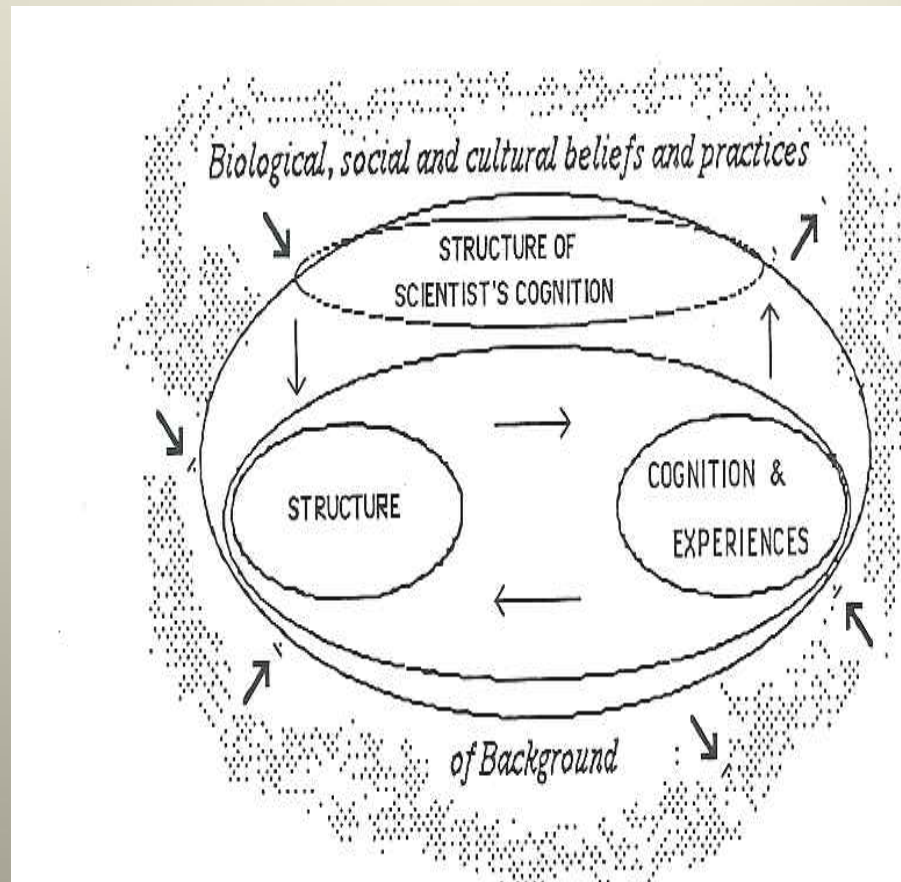 Biological, social and cultural beliefs and practices
STRUCTURE OF
SCIENTIST'S COGNITION
STRUCTURE
COGNITION &
EXPERIENCES
of Background